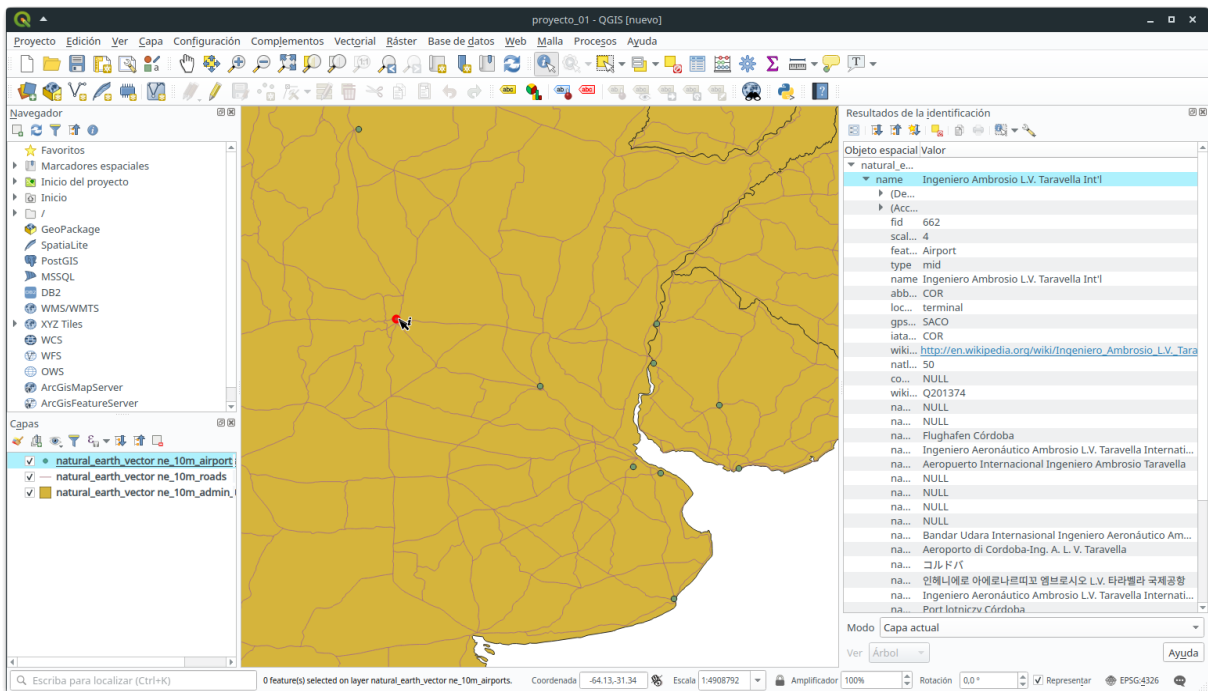 proyecto_01 - QGIS [nuevo]
Proyecto Edición Ver Capa Configuración Complementos Vectorial Ráster Base de datos Web Malla Procesos Ayuda
Navegador
Favoritos
Marcadores espaciales
Inicio del proyecto
Inicio
/
GeoPackage
SpatiaLite
PostGIS
MSSQL
DB2
WMS/WMTS
XYZ Tiles
WCS
WFS
OWS
ArcGisMapServer
ArcGisFeatureServer
Capas
natural_earth_vector ne_10m_airport
natural_earth_vector ne_10m_roads
natural_earth_vector ne_10m_admin_
Resultados de la identificación
Objeto espacial Valor
natural_e...
name Ingeniero Ambrosio L.V. Taravella Int'l
(De...
(Acc...
fid 662
scal... 4
feat... Airport
type mid
name Ingeniero Ambrosio L.V. Taravella Int'l
abb... COR
loc... terminal
gps... SACO
iata... COR
wiki... http://en.wikipedia.org/wiki/Ingeniero_Ambrosio_L.V._Tara
natl... 50
co... NULL
wiki... Q201374
na... NULL
na... NULL
na... Flughafen Córdoba
na... Ingeniero Aeronáutico Ambrosio L.V. Taravella Internati...
na... Aeropuerto Internacional Ingeniero Ambrosio Taravella
na... NULL
na... NULL
na... NULL
na... NULL
na... Bandar Udara Internasional Ingeniero Aeronáutico Am...
na... Aeroporto di Cordoba-Ing. A. L. V. Taravella
na... コルドバ
na... 인헤니에로 아에로나르띠꼬 엠브로시오 L.V. 타라벨라 국제공항
na... Ingeniero Aeronáutico Ambrosio L.V. Taravella Internati...
na... Port lotniczy Córdoba
Modo Capa actual
Ver Árbol Ayuda
Escriba para localizar (Ctrl+K) 0 feature(s) selected on layer natural_earth_vector ne_10m_airports. Coordenada -64.13,-31.34 Escala 1:4908792 Amplificador 100% Rotación 0,0 ° Representar EPSG:4326